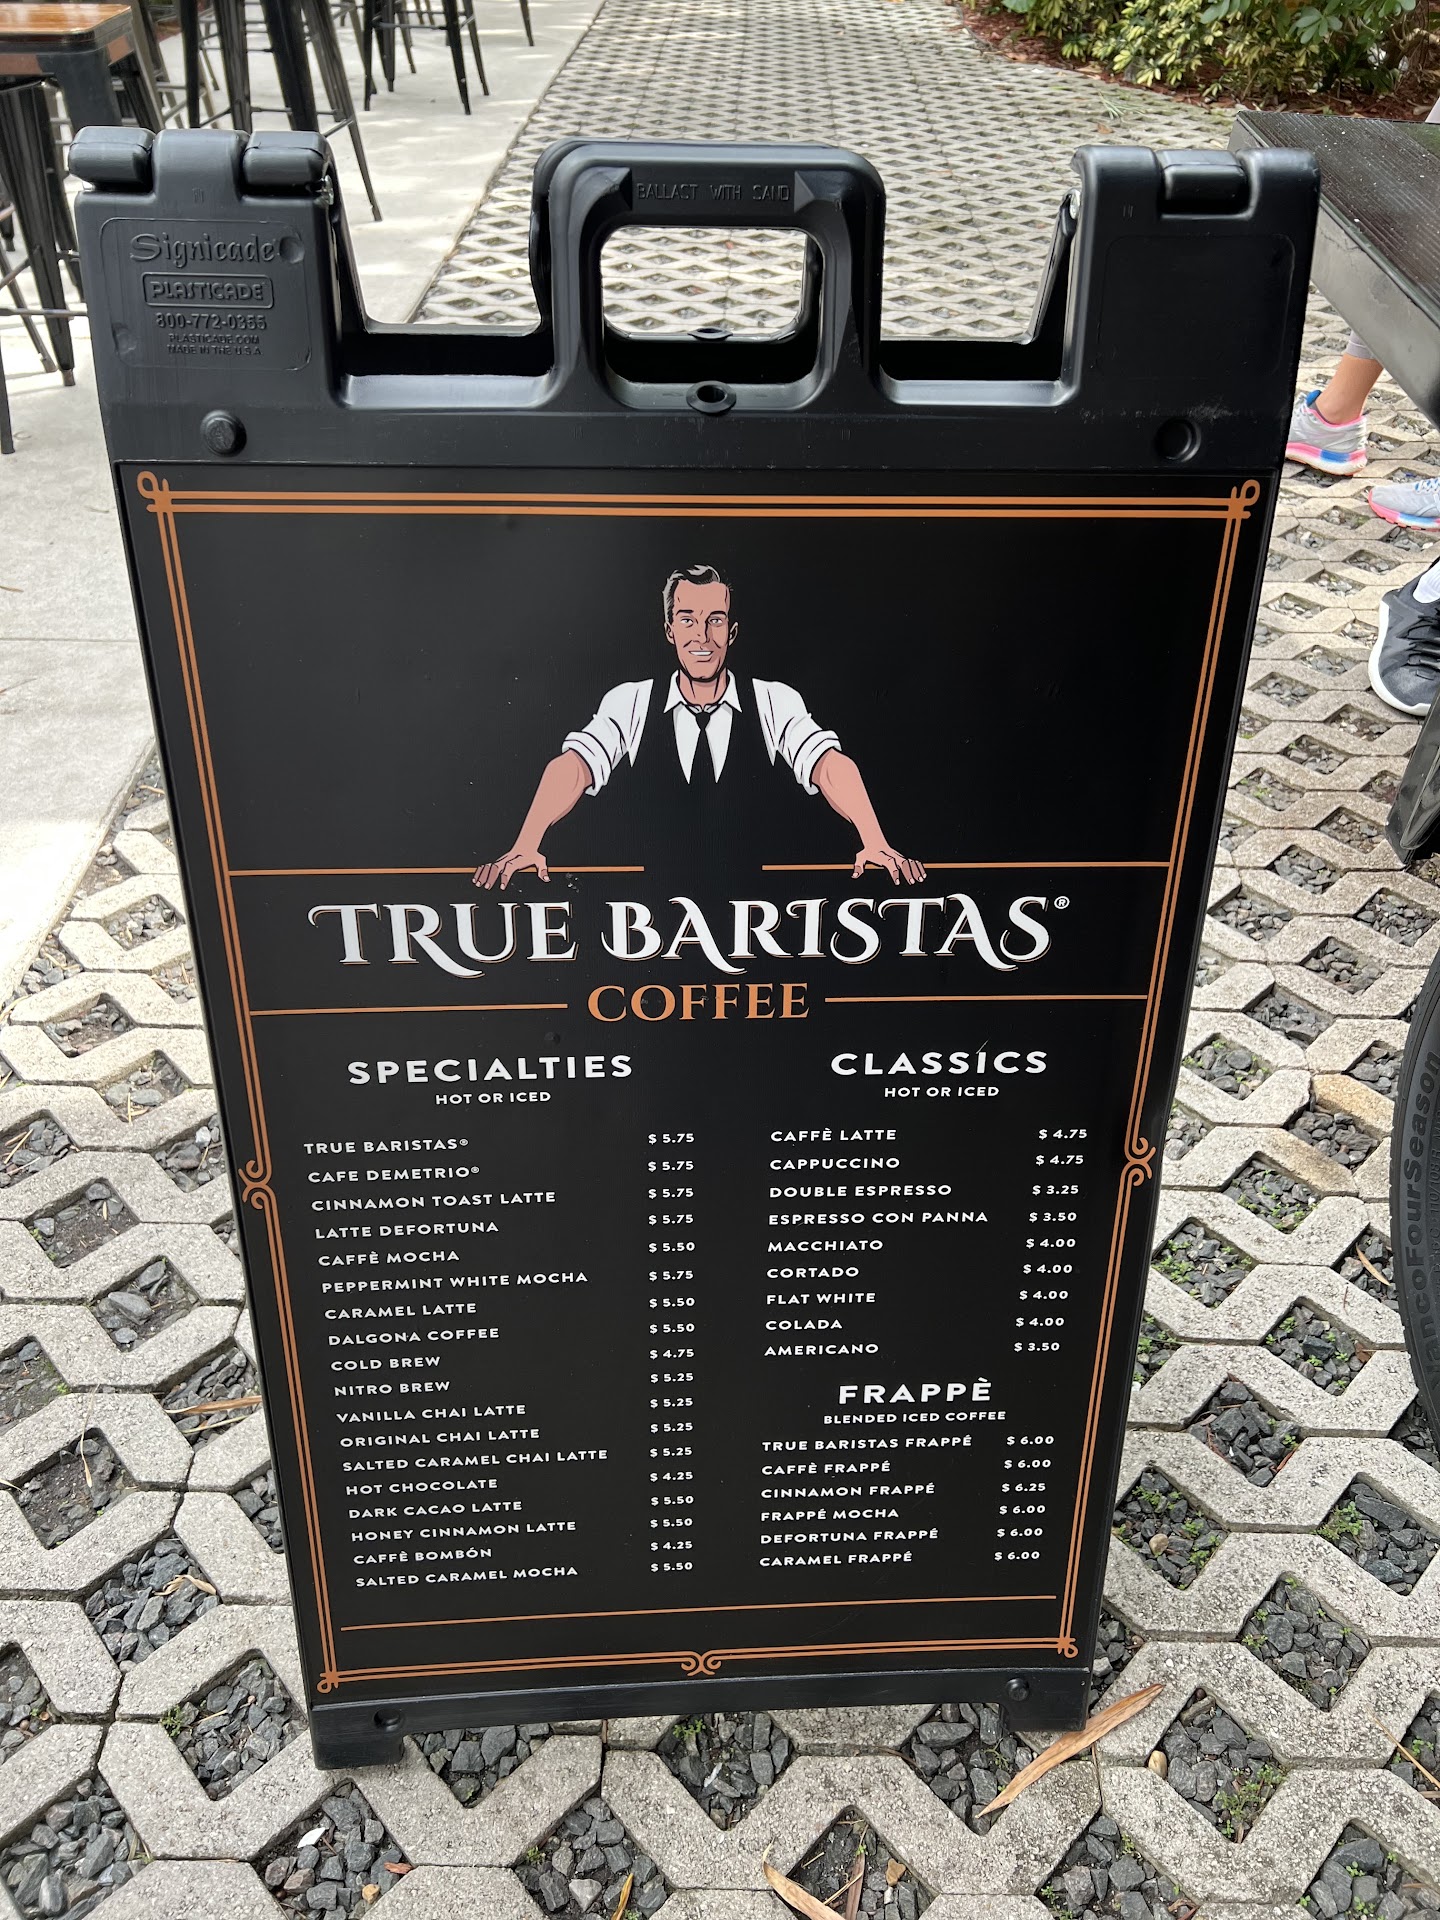 BALLAST WITH SAND
Signicade
PLASTICADE
800-772-0355
PLASTICADE.COM
MADE IN THE U.S.A
TRUE BARISTAS®
COFFEE
SPECIALTIES
HOT OR ICED
TRUE BARISTAS® $ 5.75
CAFE DEMETRIO® $ 5.75
CINNAMON TOAST LATTE $ 5.75
LATTE DEFORTUNA $ 5.75
CAFFÈ MOCHA $ 5.50
PEPPERMINT WHITE MOCHA $ 5.75
CARAMEL LATTE $ 5.50
DALGONA COFFEE $ 5.50
COLD BREW $ 4.75
NITRO BREW $ 5.25
VANILLA CHAI LATTE $ 5.25
ORIGINAL CHAI LATTE $ 5.25
SALTED CARAMEL CHAI LATTE $ 5.25
HOT CHOCOLATE $ 4.25
DARK CACAO LATTE $ 5.50
HONEY CINNAMON LATTE $ 5.50
CAFFÈ BOMBÓN $ 4.25
SALTED CARAMEL MOCHA $ 5.50
CLASSICS
HOT OR ICED
CAFFÈ LATTE $ 4.75
CAPPUCCINO $ 4.75
DOUBLE ESPRESSO $ 3.25
ESPRESSO CON PANNA $ 3.50
MACCHIATO $ 4.00
CORTADO $ 4.00
FLAT WHITE $ 4.00
COLADA $ 4.00
AMERICANO $ 3.50
FRAPPÈ
BLENDED ICED COFFEE
TRUE BARISTAS FRAPPÉ $ 6.00
CAFFÈ FRAPPÉ $ 6.00
CINNAMON FRAPPÉ $ 6.25
FRAPPÉ MOCHA $ 6.00
DEFORTUNA FRAPPÉ $ 6.00
CARAMEL FRAPPÉ $ 6.00